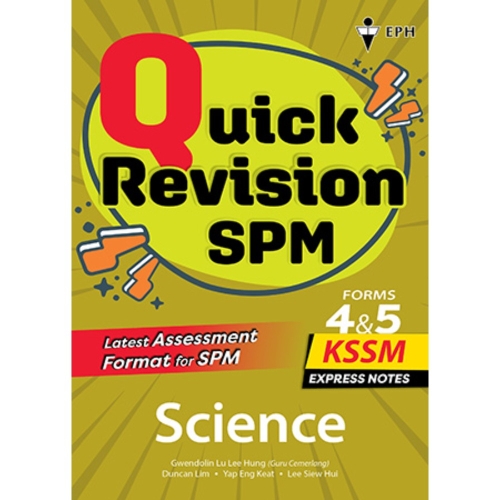 EPH
Quick
Revision
SPM
FORMS
4&5
KSSM
EXPRESS NOTES
Latest Assessment
Format for SPM
Science
Gwendolin Lu Lee Hung (Guru Cemerlang)
Duncan Lim • Yap Eng Keat • Lee Siew Hui